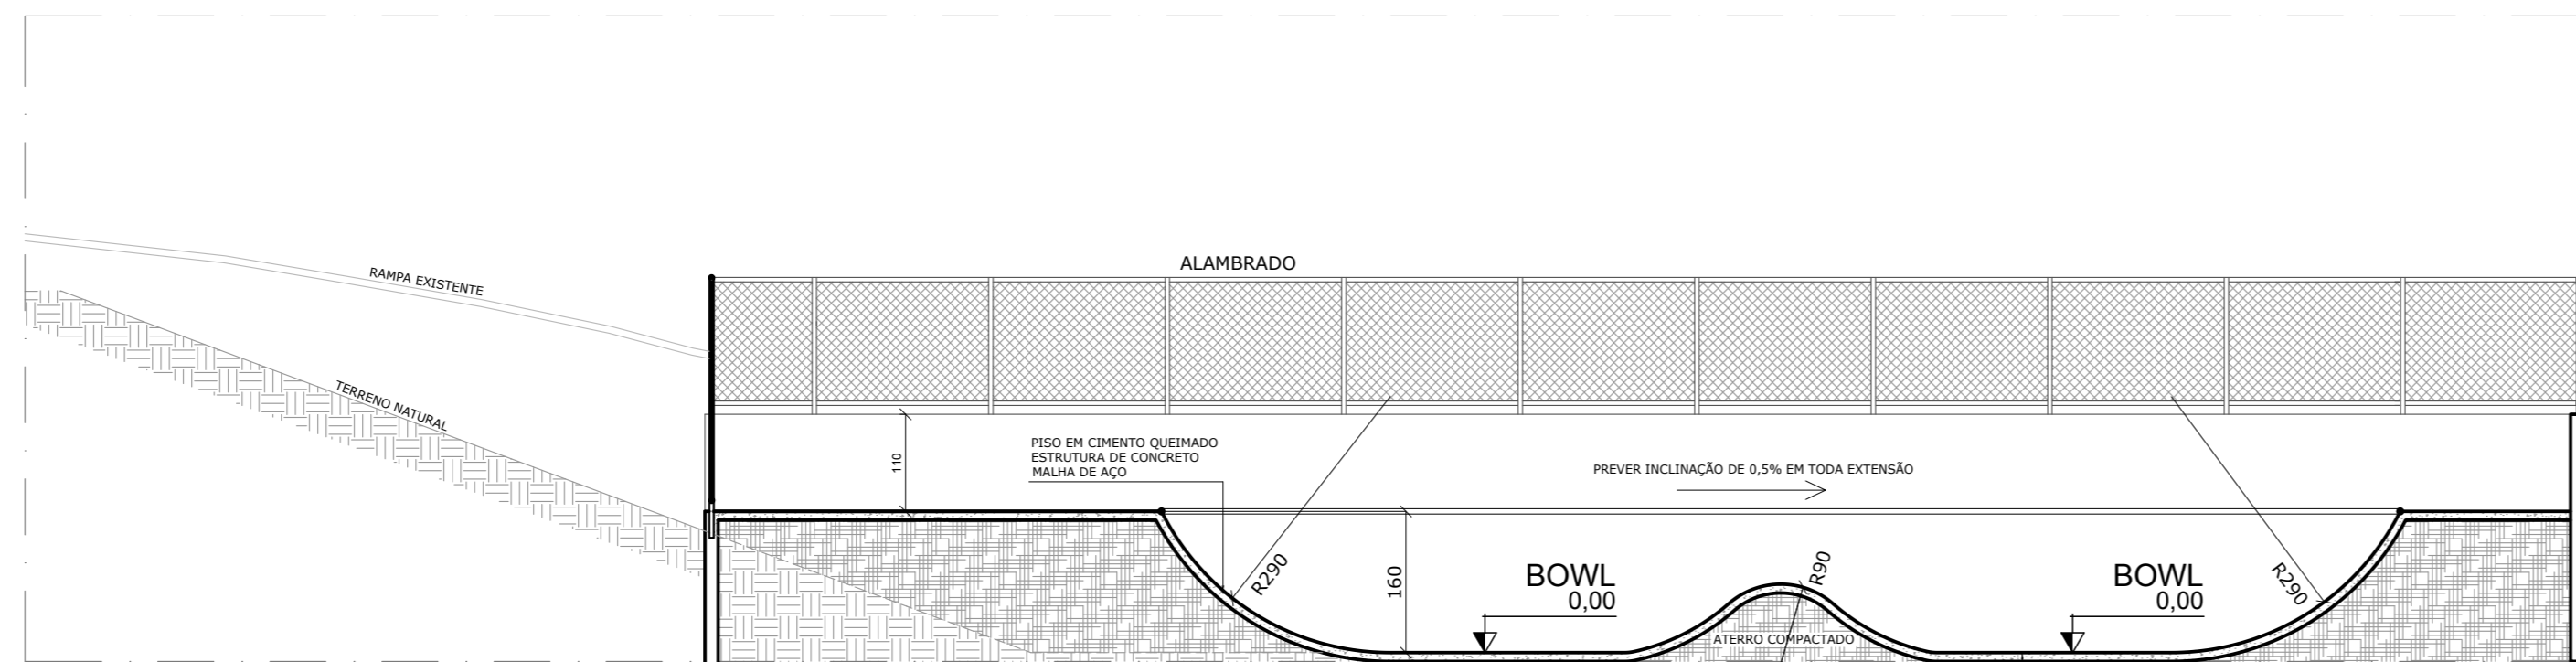 ALAMBRADO
RAMPA EXISTENTE
TERRENO NATURAL
110
PISO EM CIMENTO QUEIMADO
ESTRUTURA DE CONCRETO
MALHA DE AÇO
PREVER INCLINAÇÃO DE 0,5% EM TODA EXTENSÃO
R290
160
BOWL
0,00
R90
ATERRO COMPACTADO
BOWL
0,00
R290